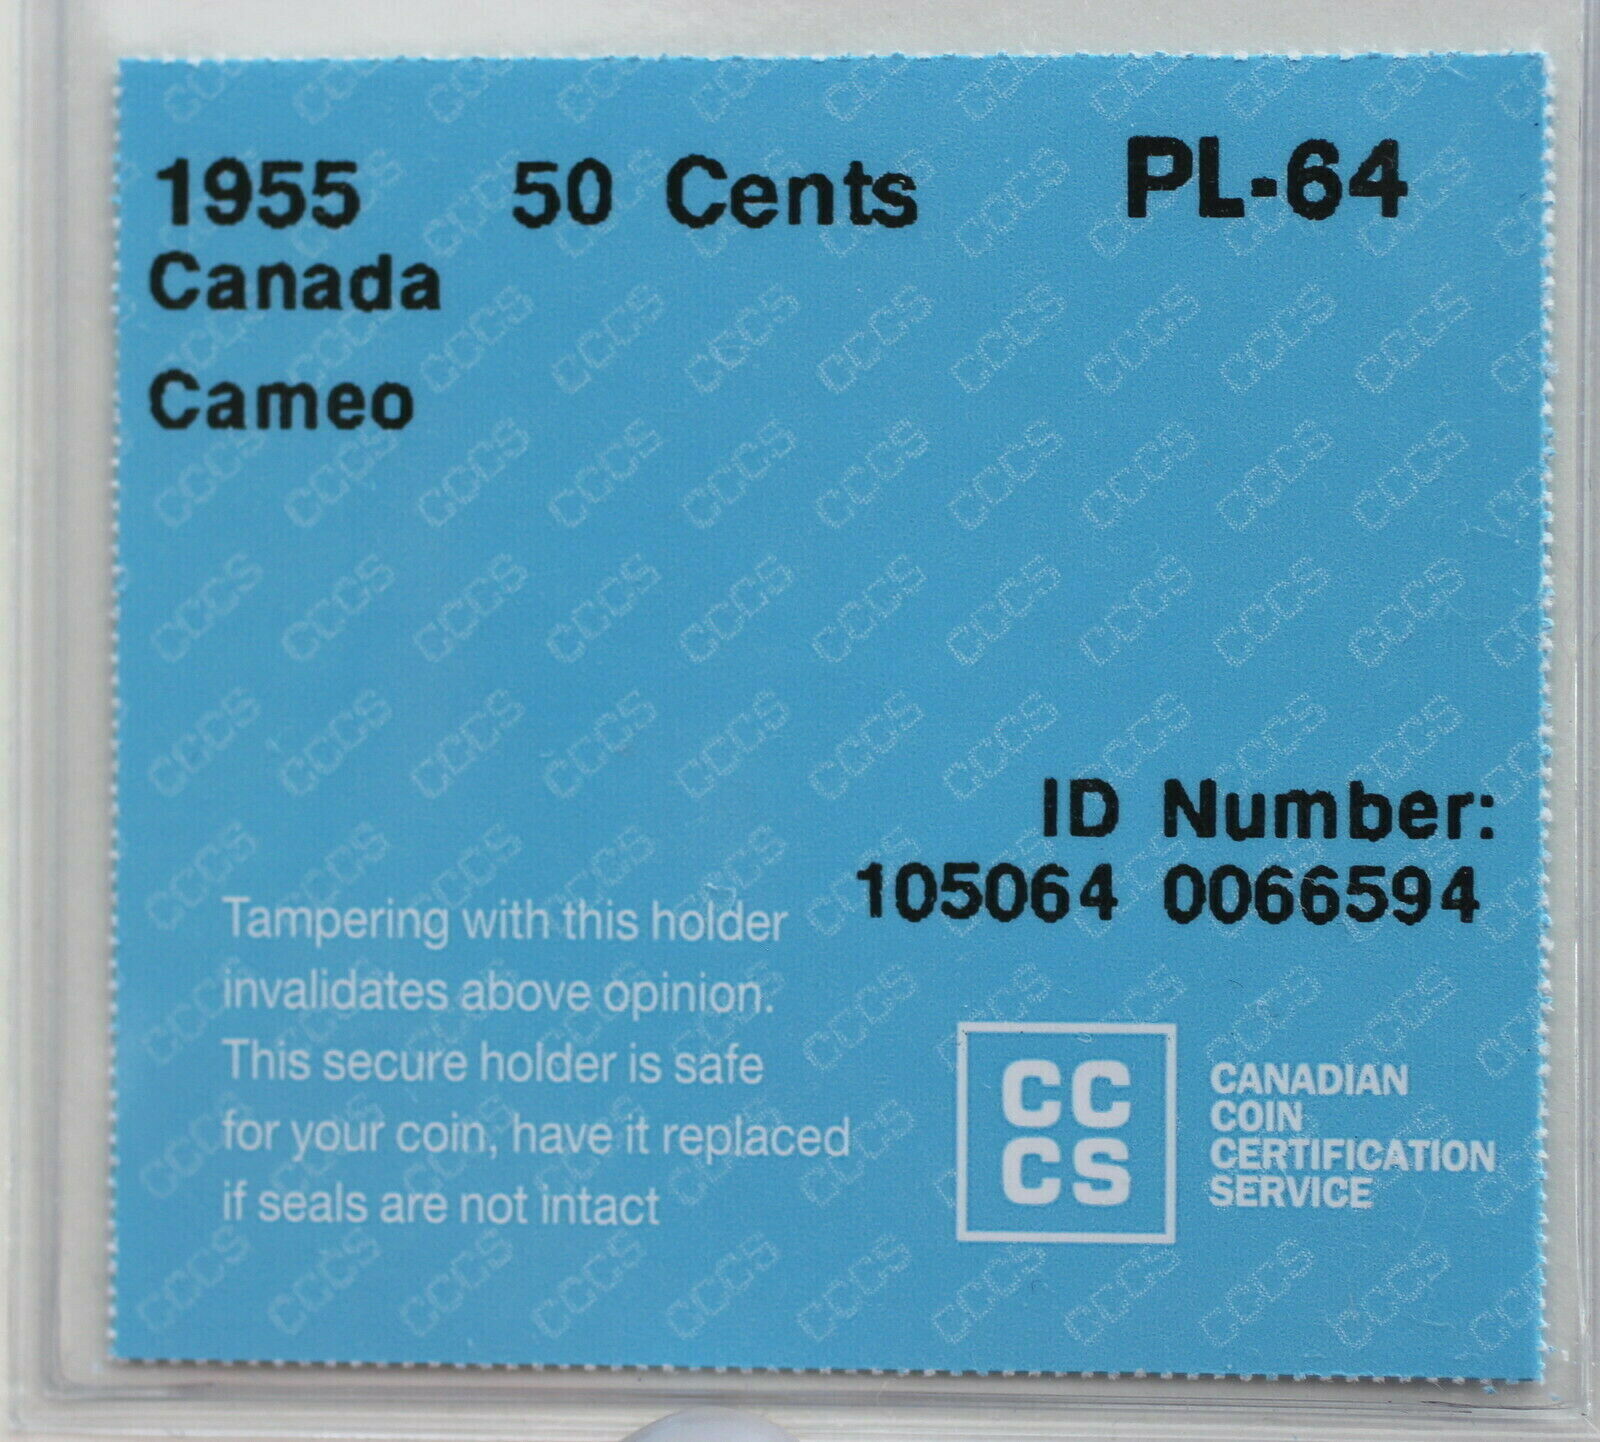 1955 50 Cents PL-64
Canada
Cameo
ID Number:
105064 0066594
Tampering with this holder
invalidates above opinion.
This secure holder is safe
for your coin, have it replaced
if seals are not intact
CC
CS
CANADIAN
COIN
CERTIFICATION
SERVICE